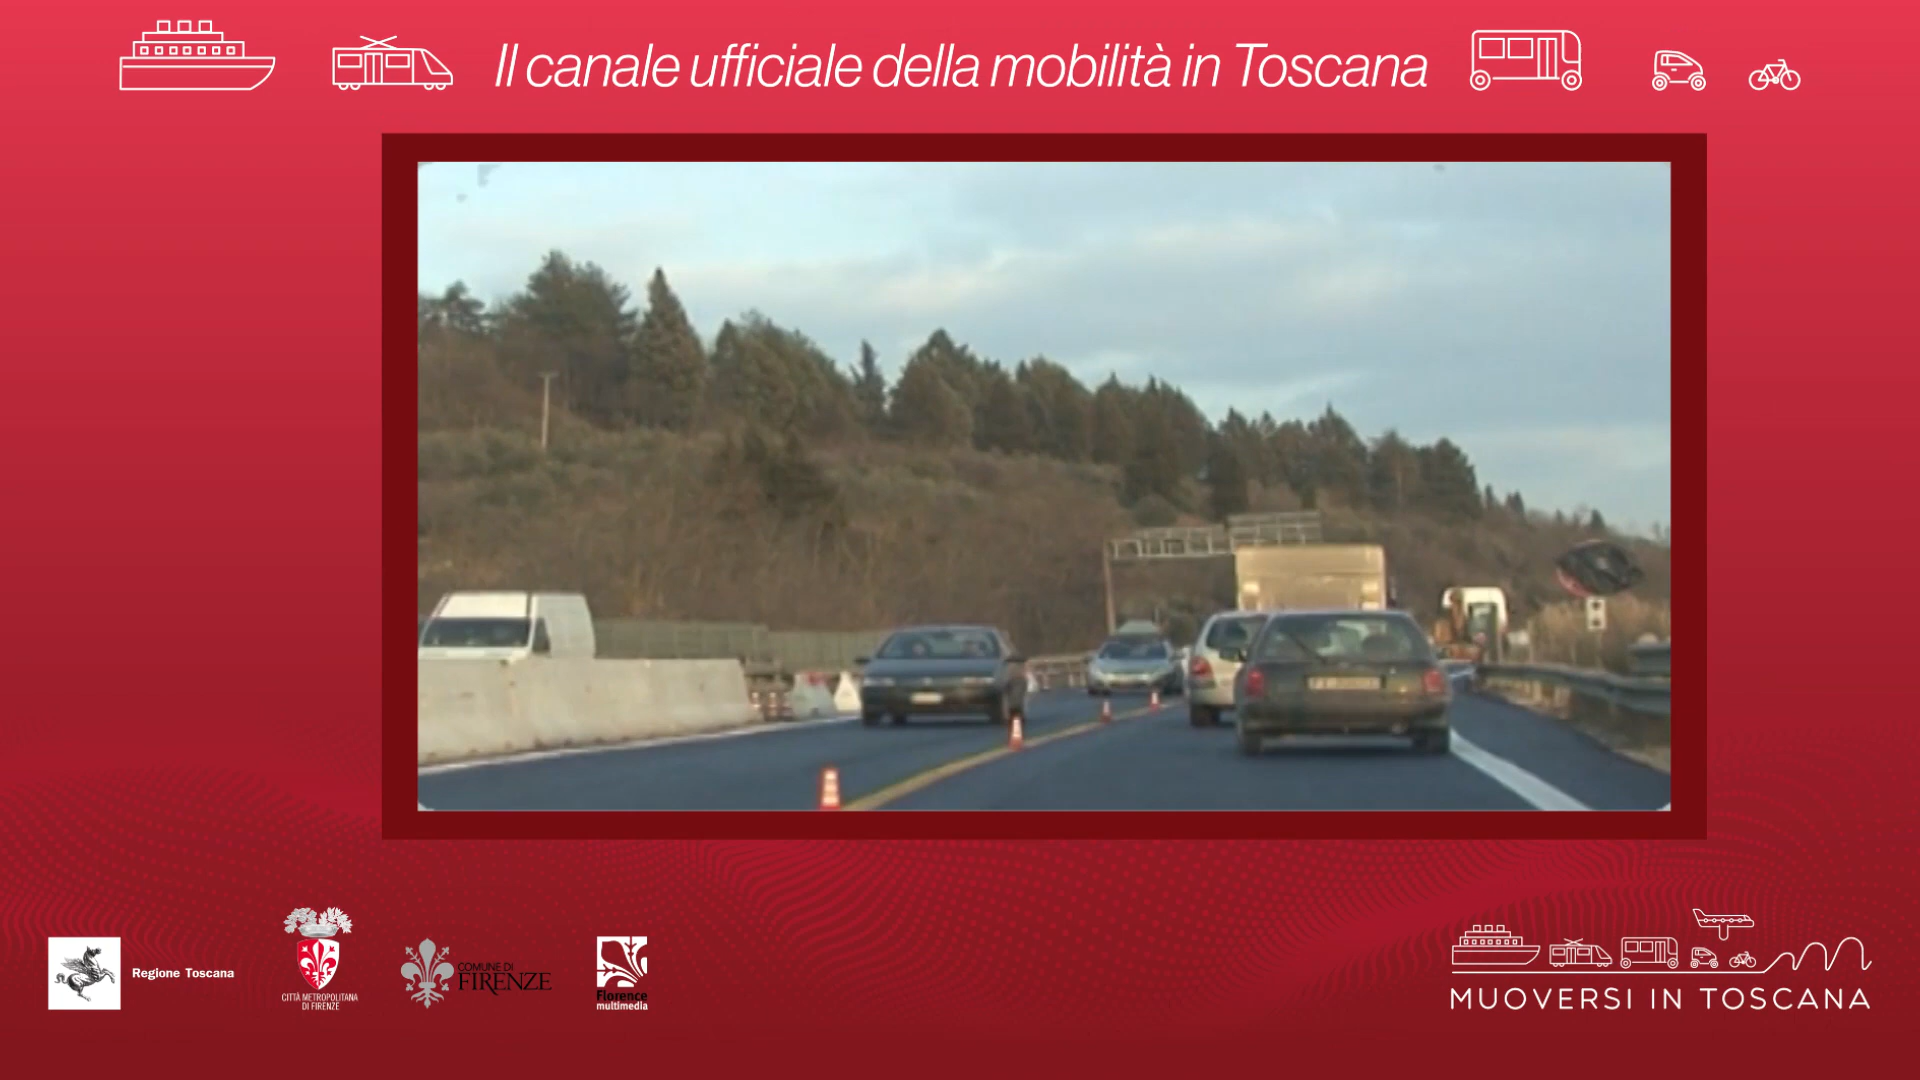 Il canale ufficiale della mobilità in Toscana
Regione Toscana
CITTÀ METROPOLITANA
DI FIRENZE
COMUNE DI
FIRENZE
Florence
multimedia
MUOVERSI IN TOSCANA